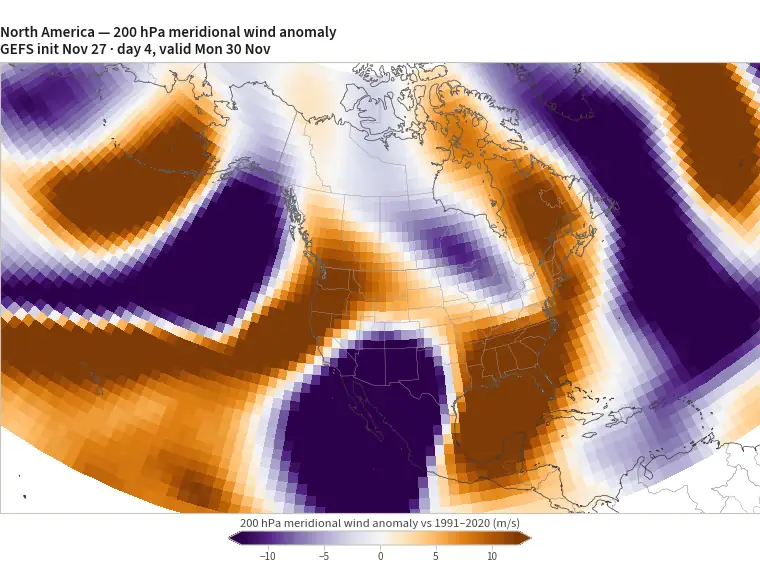 North America — 200 hPa meridional wind anomaly
GEFS init Nov 27 · day 4, valid Mon 30 Nov
200 hPa meridional wind anomaly vs 1991–2020 (m/s)
−10 −5 0 5 10